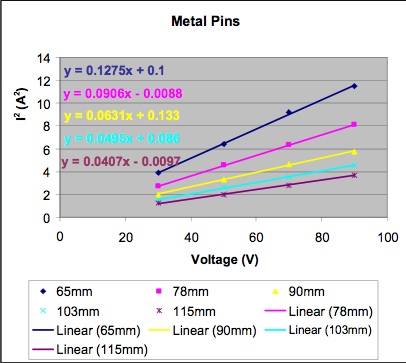 Metal Pins
y = 0.1275x + 0.1
y = 0.0906x - 0.0088
y = 0.0631x + 0.133
y = 0.0495x + 0.086
y = 0.0407x - 0.0097
I² (A²)
14
12
10
8
6
4
2
0
0 20 40 60 80 100
Voltage (V)
65mm 78mm 90mm
103mm 115mm Linear (78mm)
Linear (65mm) Linear (90mm) Linear (103mm)
Linear (115mm)